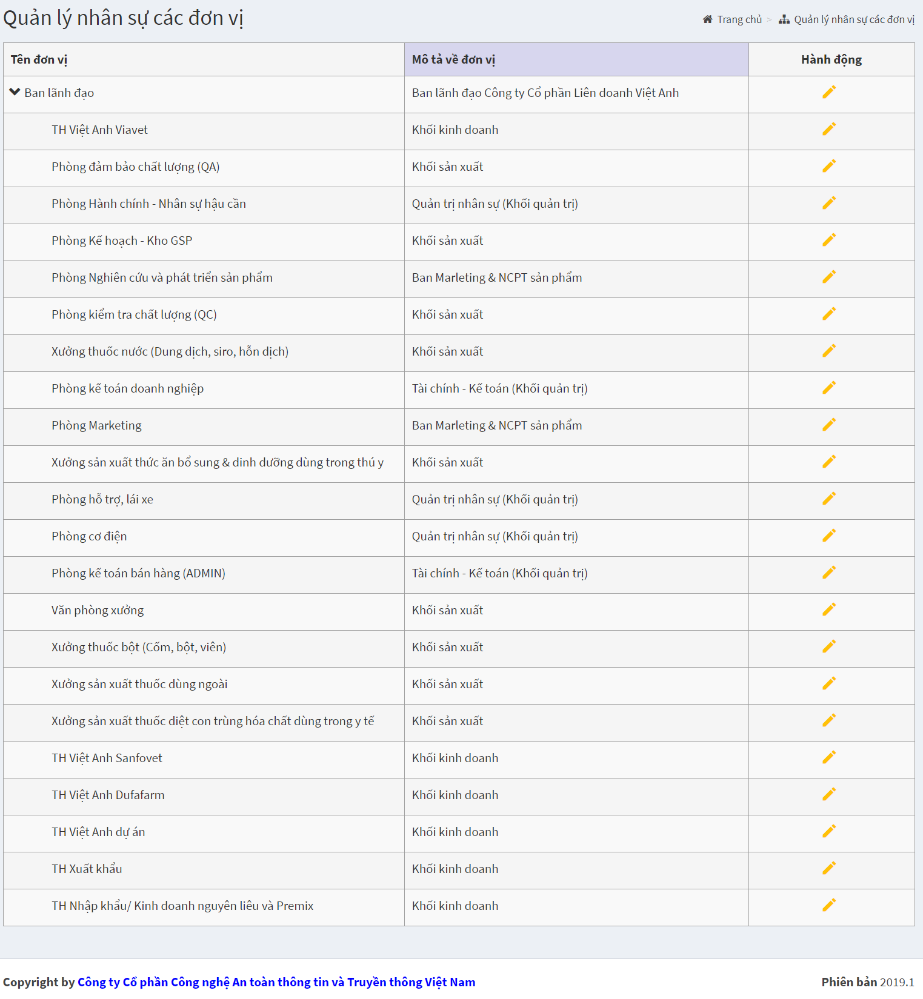 Quản lý nhân sự các đơn vị
Trang chủ > Quản lý nhân sự các đơn vị
Tên đơn vị Mô tả về đơn vị Hành động
Ban lãnh đạo Ban lãnh đạo Công ty Cổ phần Liên doanh Việt Anh
TH Việt Anh Viavet Khối kinh doanh
Phòng đảm bảo chất lượng (QA) Khối sản xuất
Phòng Hành chính - Nhân sự hậu cần Quản trị nhân sự (Khối quản trị)
Phòng Kế hoạch - Kho GSP Khối sản xuất
Phòng Nghiên cứu và phát triển sản phẩm Ban Marleting & NCPT sản phẩm
Phòng kiểm tra chất lượng (QC) Khối sản xuất
Xưởng thuốc nước (Dung dịch, siro, hỗn dịch) Khối sản xuất
Phòng kế toán doanh nghiệp Tài chính - Kế toán (Khối quản trị)
Phòng Marketing Ban Marleting & NCPT sản phẩm
Xưởng sản xuất thức ăn bổ sung & dinh dưỡng dùng trong thú y Khối sản xuất
Phòng hỗ trợ, lái xe Quản trị nhân sự (Khối quản trị)
Phòng cơ điện Quản trị nhân sự (Khối quản trị)
Phòng kế toán bán hàng (ADMIN) Tài chính - Kế toán (Khối quản trị)
Văn phòng xưởng Khối sản xuất
Xưởng thuốc bột (Cốm, bột, viên) Khối sản xuất
Xưởng sản xuất thuốc dùng ngoài Khối sản xuất
Xưởng sản xuất thuốc diệt con trùng hóa chất dùng trong y tế Khối sản xuất
TH Việt Anh Sanfovet Khối kinh doanh
TH Việt Anh Dufafarm Khối kinh doanh
TH Việt Anh dự án Khối kinh doanh
TH Xuất khẩu Khối kinh doanh
TH Nhập khẩu/ Kinh doanh nguyên liêu và Premix Khối kinh doanh
Copyright by Công ty Cổ phần Công nghệ An toàn thông tin và Truyền thông Việt Nam Phiên bản 2019.1